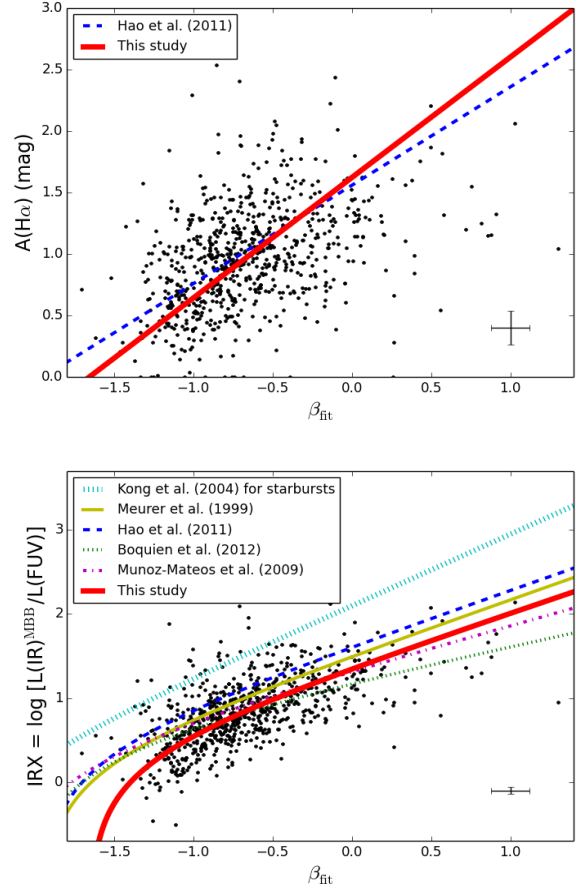 3.0
2.5
2.0
1.5
1.0
0.5
0.0
A(Hα) (mag)
Hao et al. (2011)
This study
−1.5 −1.0 −0.5 0.0 0.5 1.0
β_fit
3
2
1
0
IRX = log [L(IR)^MBB/L(FUV)]
Kong et al. (2004) for starbursts
Meurer et al. (1999)
Hao et al. (2011)
Boquien et al. (2012)
Munoz-Mateos et al. (2009)
This study
−1.5 −1.0 −0.5 0.0 0.5 1.0
β_fit